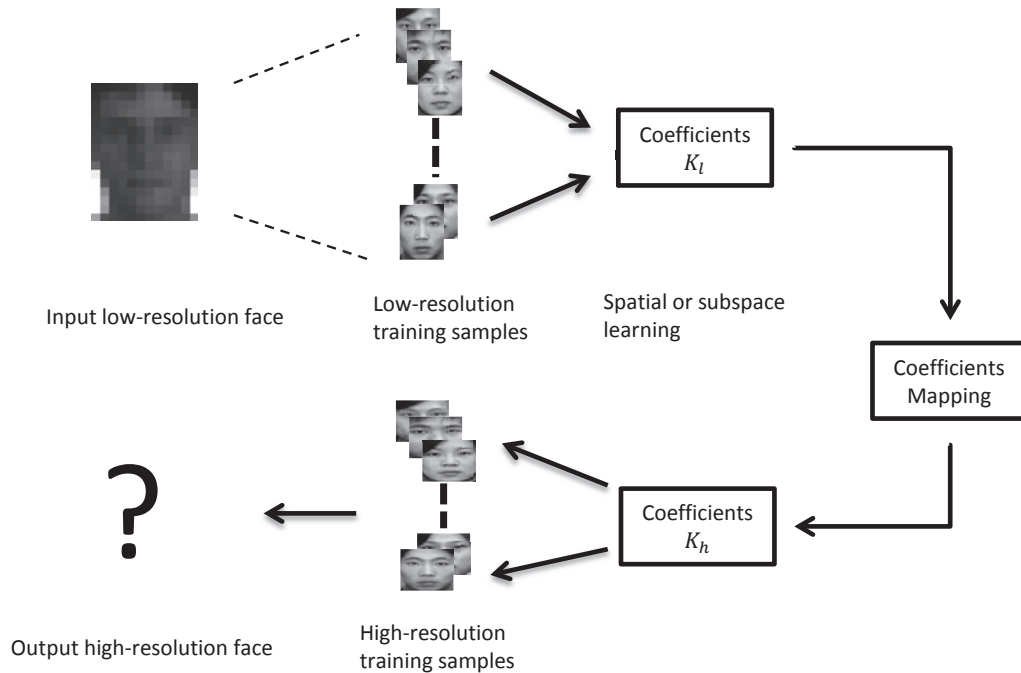 Coefficients
K_l
Input low-resolution face
Low-resolution
training samples
Spatial or subspace
learning
Coefficients
Mapping
Coefficients
K_h
?
Output high-resolution face
High-resolution
training samples